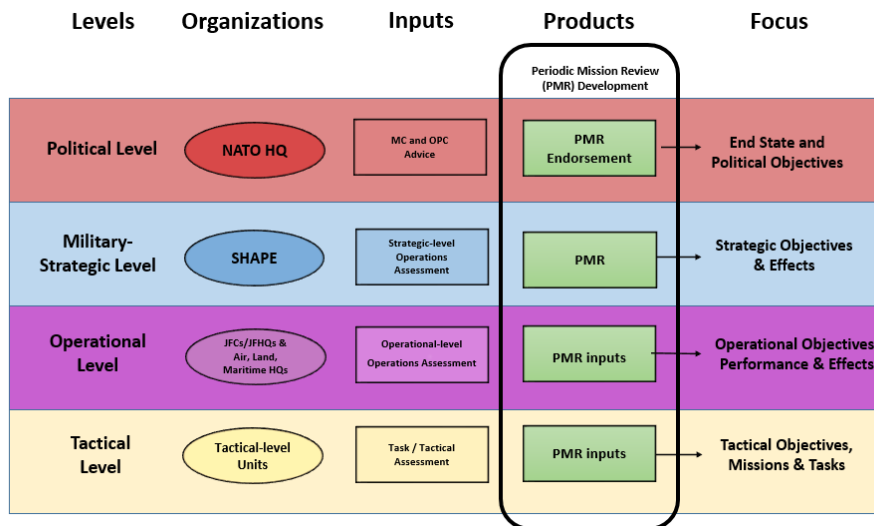 Levels Organizations Inputs Products Focus
Periodic Mission Review
(PMR) Development
Political Level
NATO HQ
MC and OPC
Advice
PMR
Endorsement
End State and
Political Objectives
Military-
Strategic Level
SHAPE
Strategic-level
Operations
Assessment
PMR
Strategic Objectives
& Effects
Operational
Level
JFCs/JFHQs &
Air, Land,
Maritime HQs
Operational-level
Operations Assessment
PMR inputs
Operational Objectives
Performance & Effects
Tactical
Level
Tactical-level
Units
Task / Tactical
Assessment
PMR inputs
Tactical Objectives,
Missions & Tasks